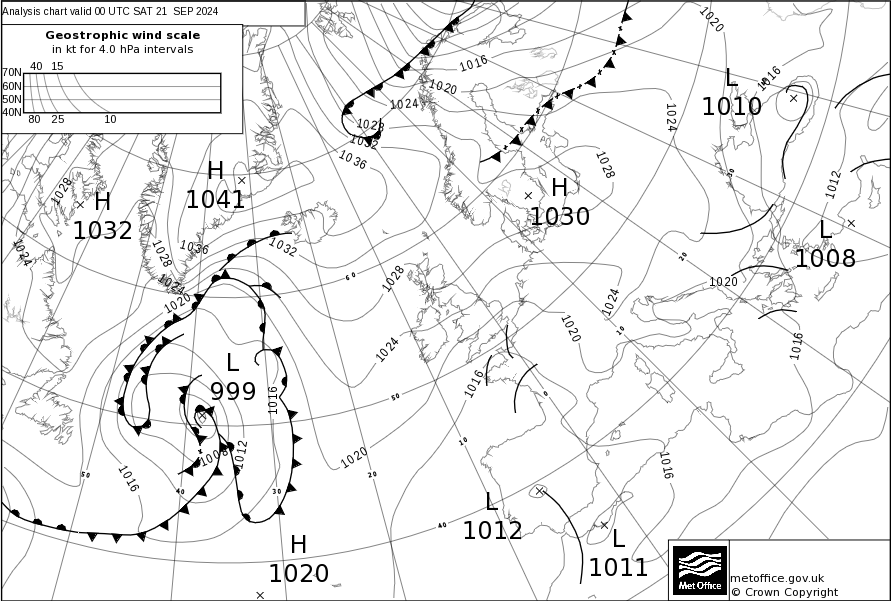 Analysis chart valid 00 UTC SAT 21 SEP 2024
Geostrophic wind scale
in kt for 4.0 hPa intervals
40 15
70N
60N
50N
40N
80 25 10
1020
1016
1020
1024
1028
1032
1036
L
1010
1016
1024
1028
H
1041
H
1032
1028
H
1030
1012
L
1008
1024
1036
1028
1032
1024
1020
60
1028
1024
20
30
1020
10
1020
1016
1024
L
999
1016
50
1016
0
1012
1008
1020
10
1016
50
1016
40
30
20
40
L
1012
L
1011
H
1020
Met Office
metoffice.gov.uk
© Crown Copyright